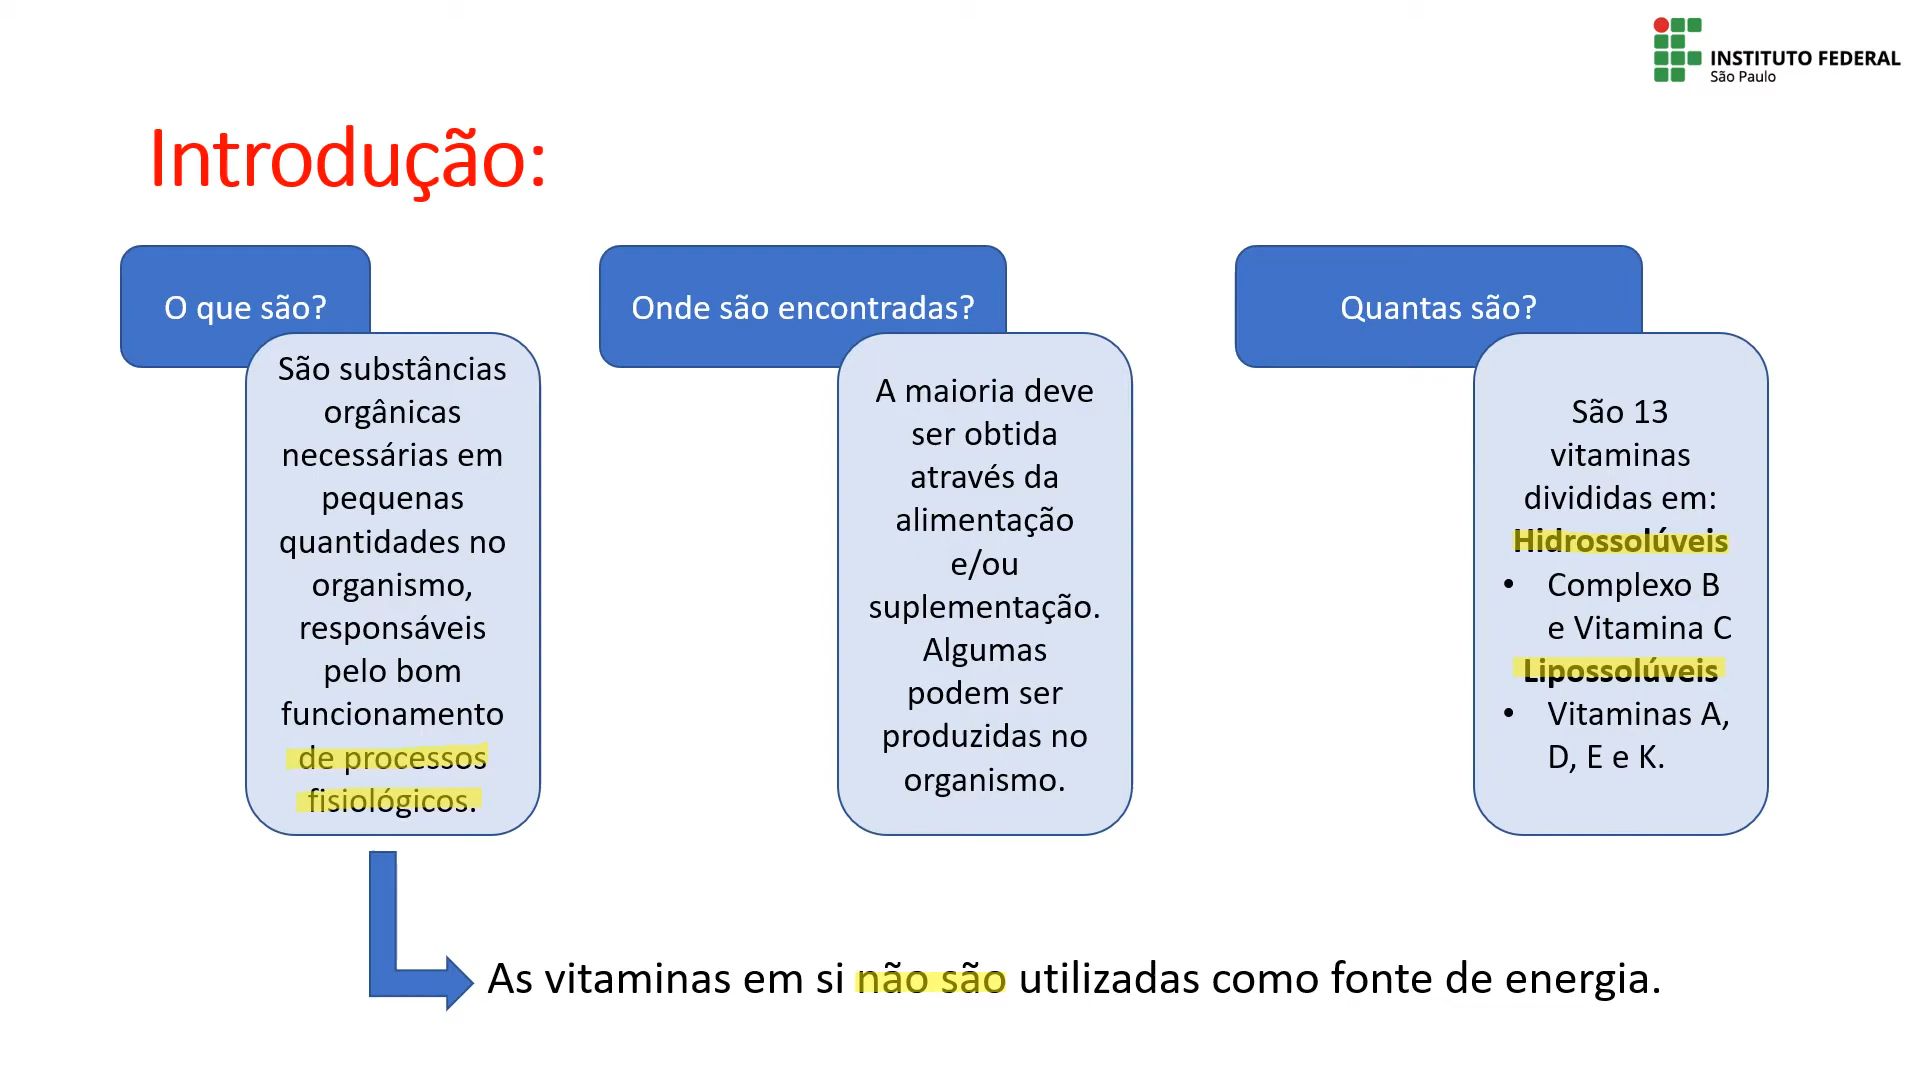 INSTITUTO FEDERAL
São Paulo
Introdução:
O que são?
São substâncias
orgânicas
necessárias em
pequenas
quantidades no
organismo,
responsáveis
pelo bom
funcionamento
de processos
fisiológicos.
Onde são encontradas?
A maioria deve
ser obtida
através da
alimentação
e/ou
suplementação.
Algumas
podem ser
produzidas no
organismo.
Quantas são?
São 13
vitaminas
divididas em:
Hidrossolúveis
• Complexo B
e Vitamina C
Lipossolúveis
• Vitaminas A,
D, E e K.
As vitaminas em si não são utilizadas como fonte de energia.